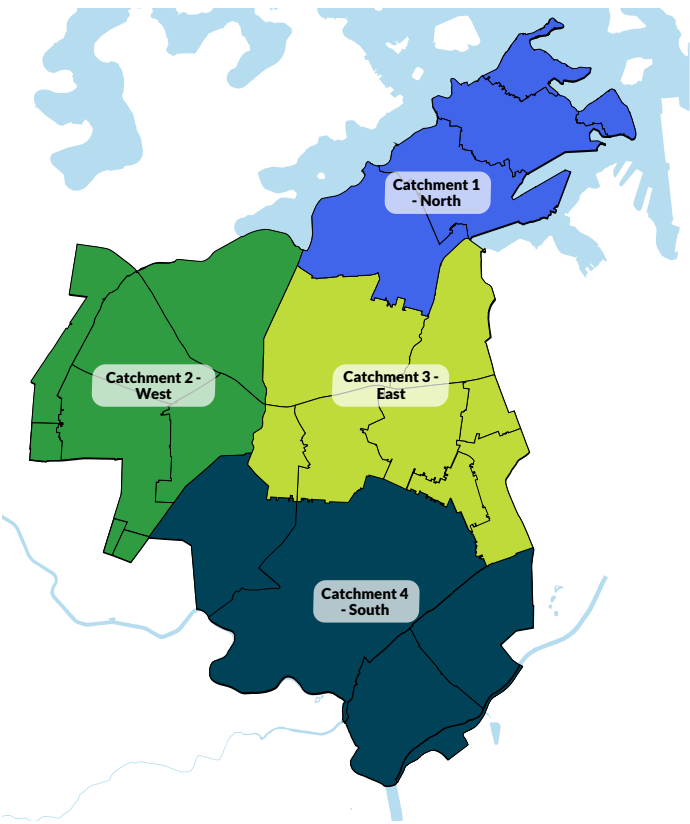 Catchment 1
- North
Catchment 2 -
West
Catchment 3 -
East
Catchment 4
- South